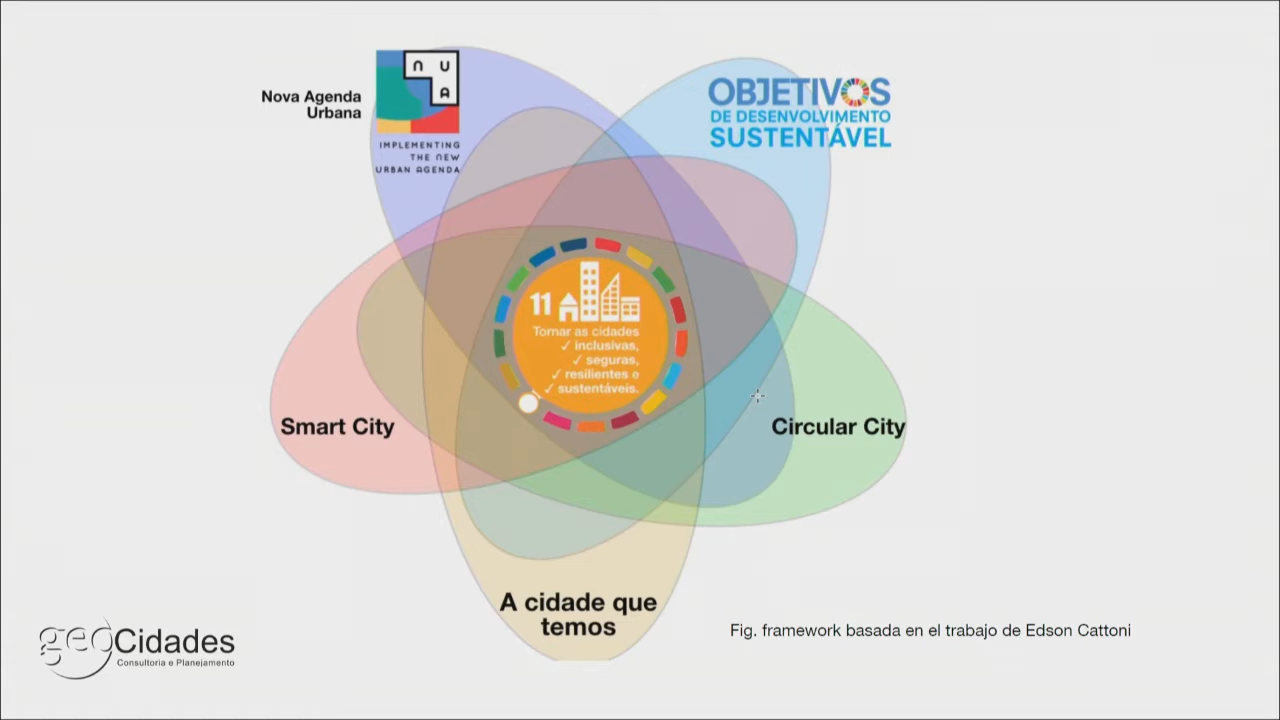 Nova Agenda
Urbana
NUA
IMPLEMENTING
THE NEW
URBAN AGENDA
OBJETIVOS
DE DESENVOLVIMENTO
SUSTENTÁVEL
11
Tornar as cidades
✓ inclusivas,
✓ seguras,
✓ resilientes e
✓ sustentáveis.
Smart City
Circular City
A cidade que
temos
Fig. framework basada en el trabajo de Edson Cattoni
geoCidades
Consultoria e Planejamento